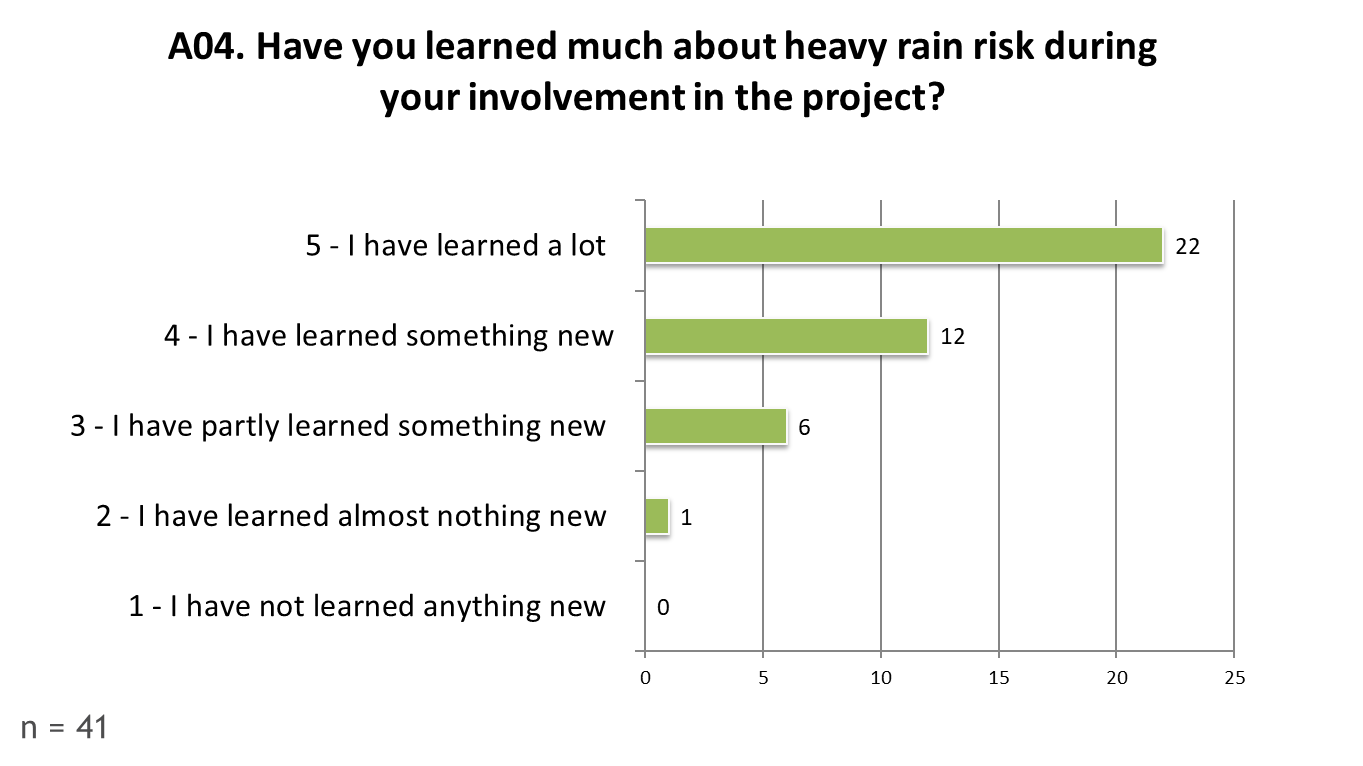 A04. Have you learned much about heavy rain risk during
your involvement in the project?
5 - I have learned a lot
22
4 - I have learned something new
12
3 - I have partly learned something new
6
2 - I have learned almost nothing new
1
1 - I have not learned anything new
0
0 5 10 15 20 25
n = 41